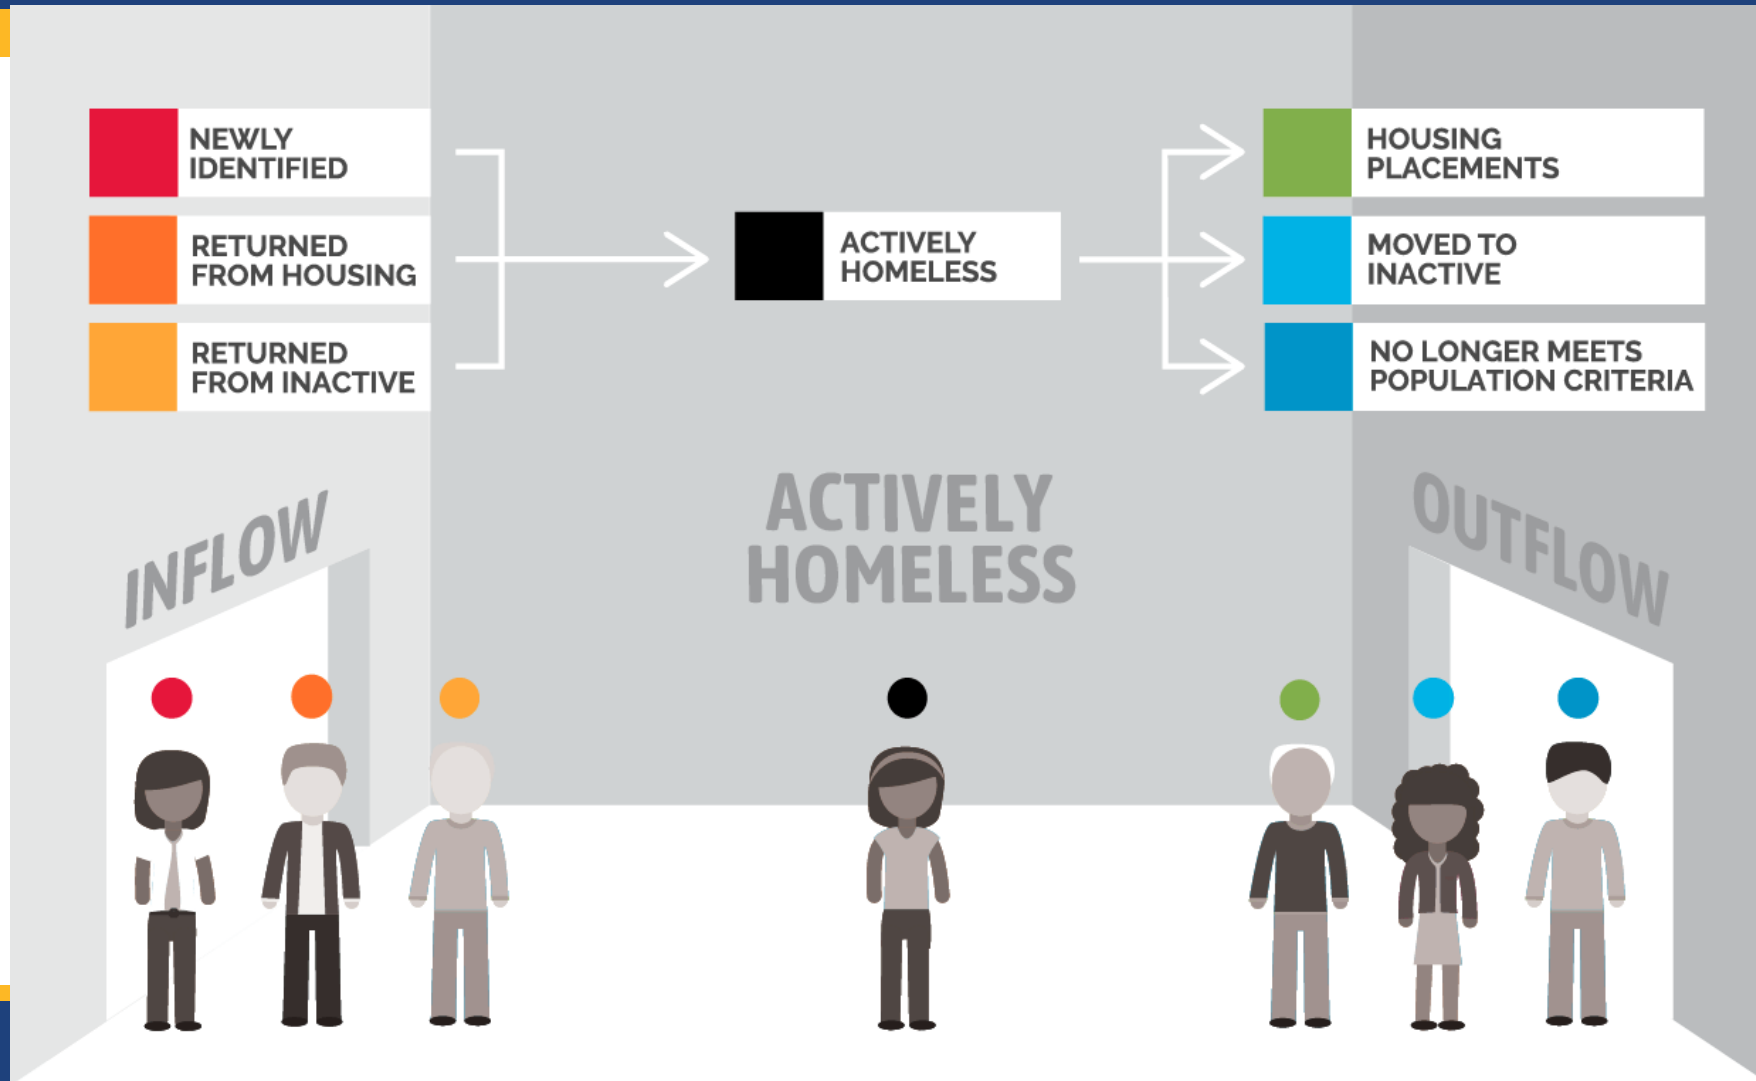 NEWLY
IDENTIFIED
RETURNED
FROM HOUSING
RETURNED
FROM INACTIVE
ACTIVELY
HOMELESS
HOUSING
PLACEMENTS
MOVED TO
INACTIVE
NO LONGER MEETS
POPULATION CRITERIA
INFLOW
ACTIVELY
HOMELESS
OUTFLOW